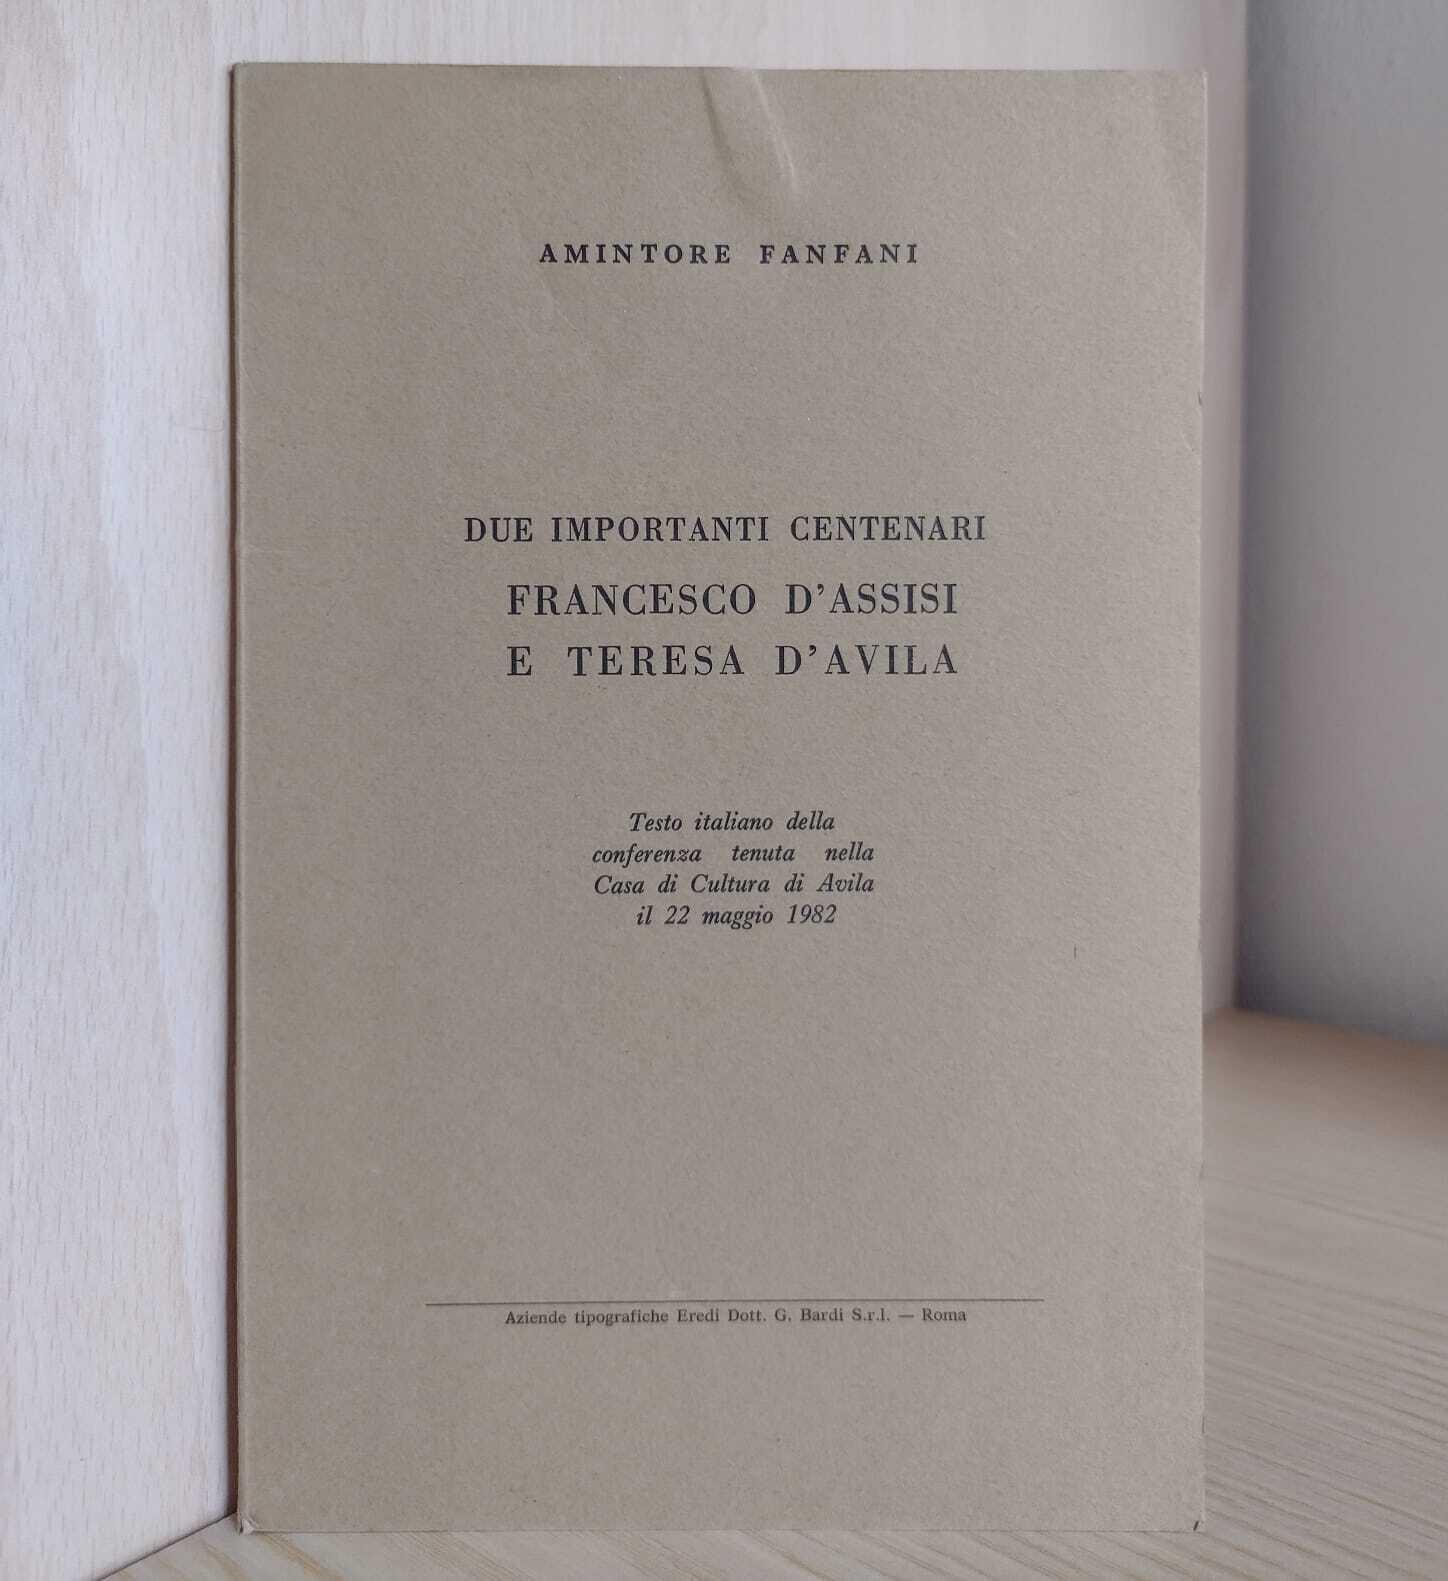 AMINTORE FANFANI
DUE IMPORTANTI CENTENARI
FRANCESCO D'ASSISI
E TERESA D'AVILA
Testo italiano della
conferenza tenuta nella
Casa di Cultura di Avila
il 22 maggio 1982
Aziende tipografiche Eredi Dott. G. Bardi S.r.l. — Roma